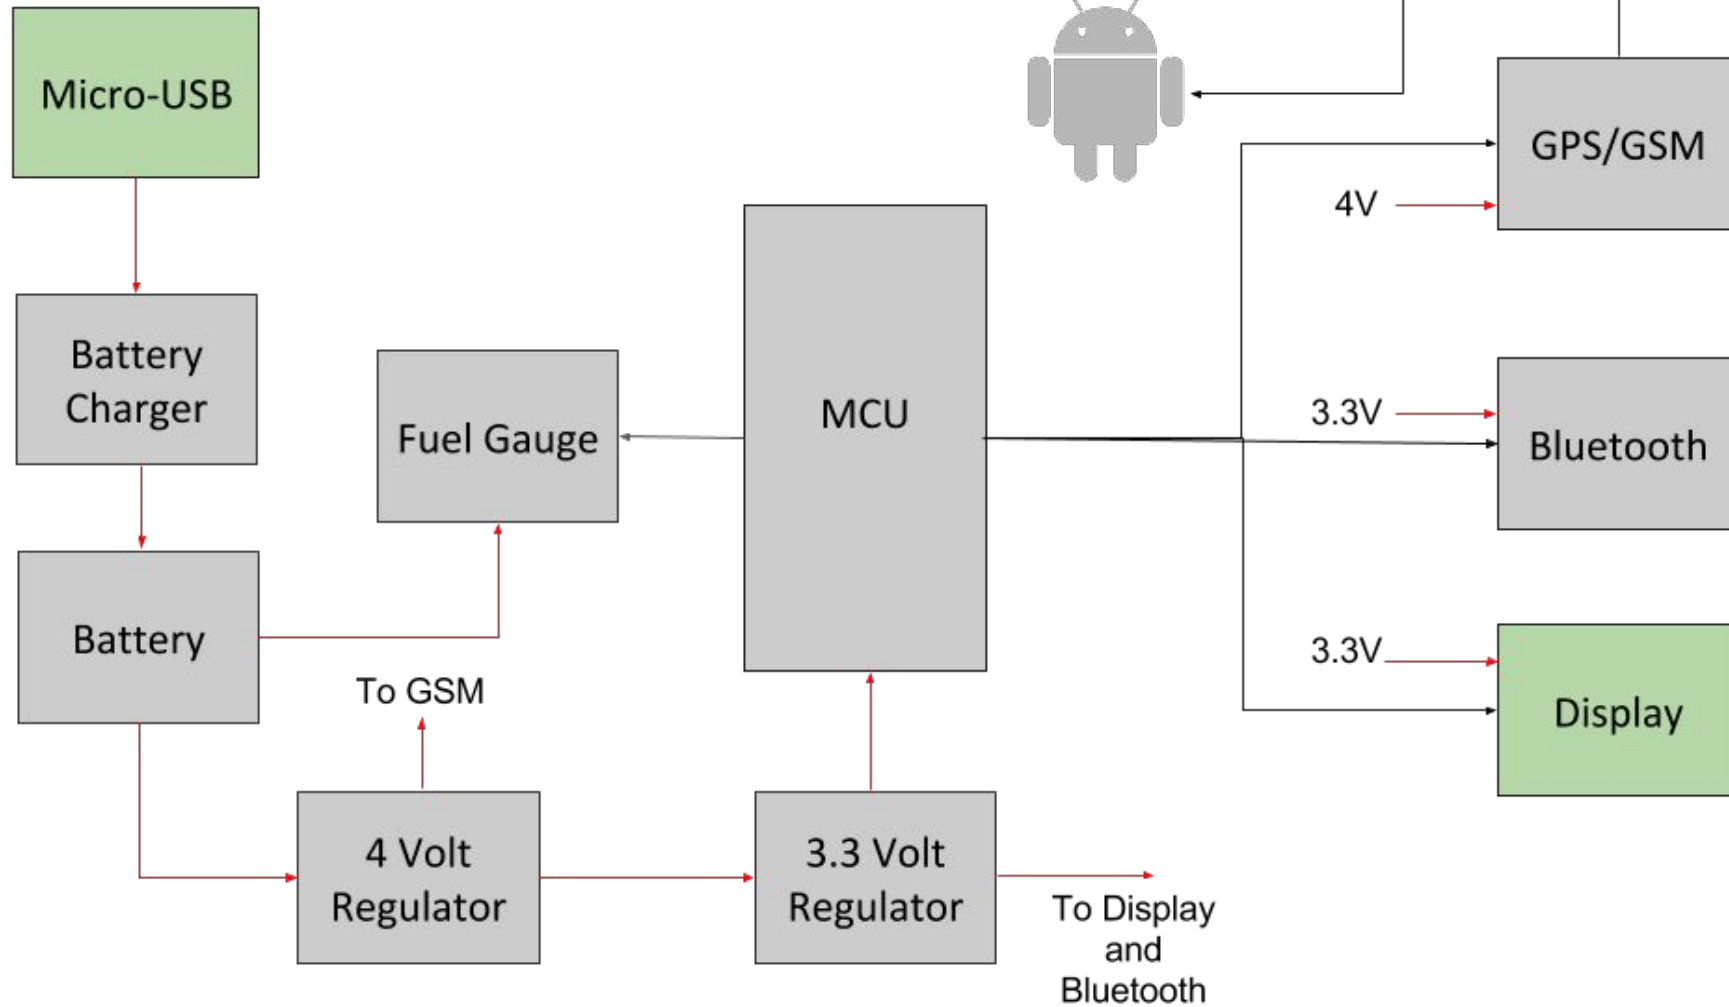 Micro-USB
GPS/GSM
4V
Battery
Charger
Fuel Gauge
MCU
3.3V
Bluetooth
Battery
To GSM
3.3V
Display
4 Volt
Regulator
3.3 Volt
Regulator
To Display
and
Bluetooth